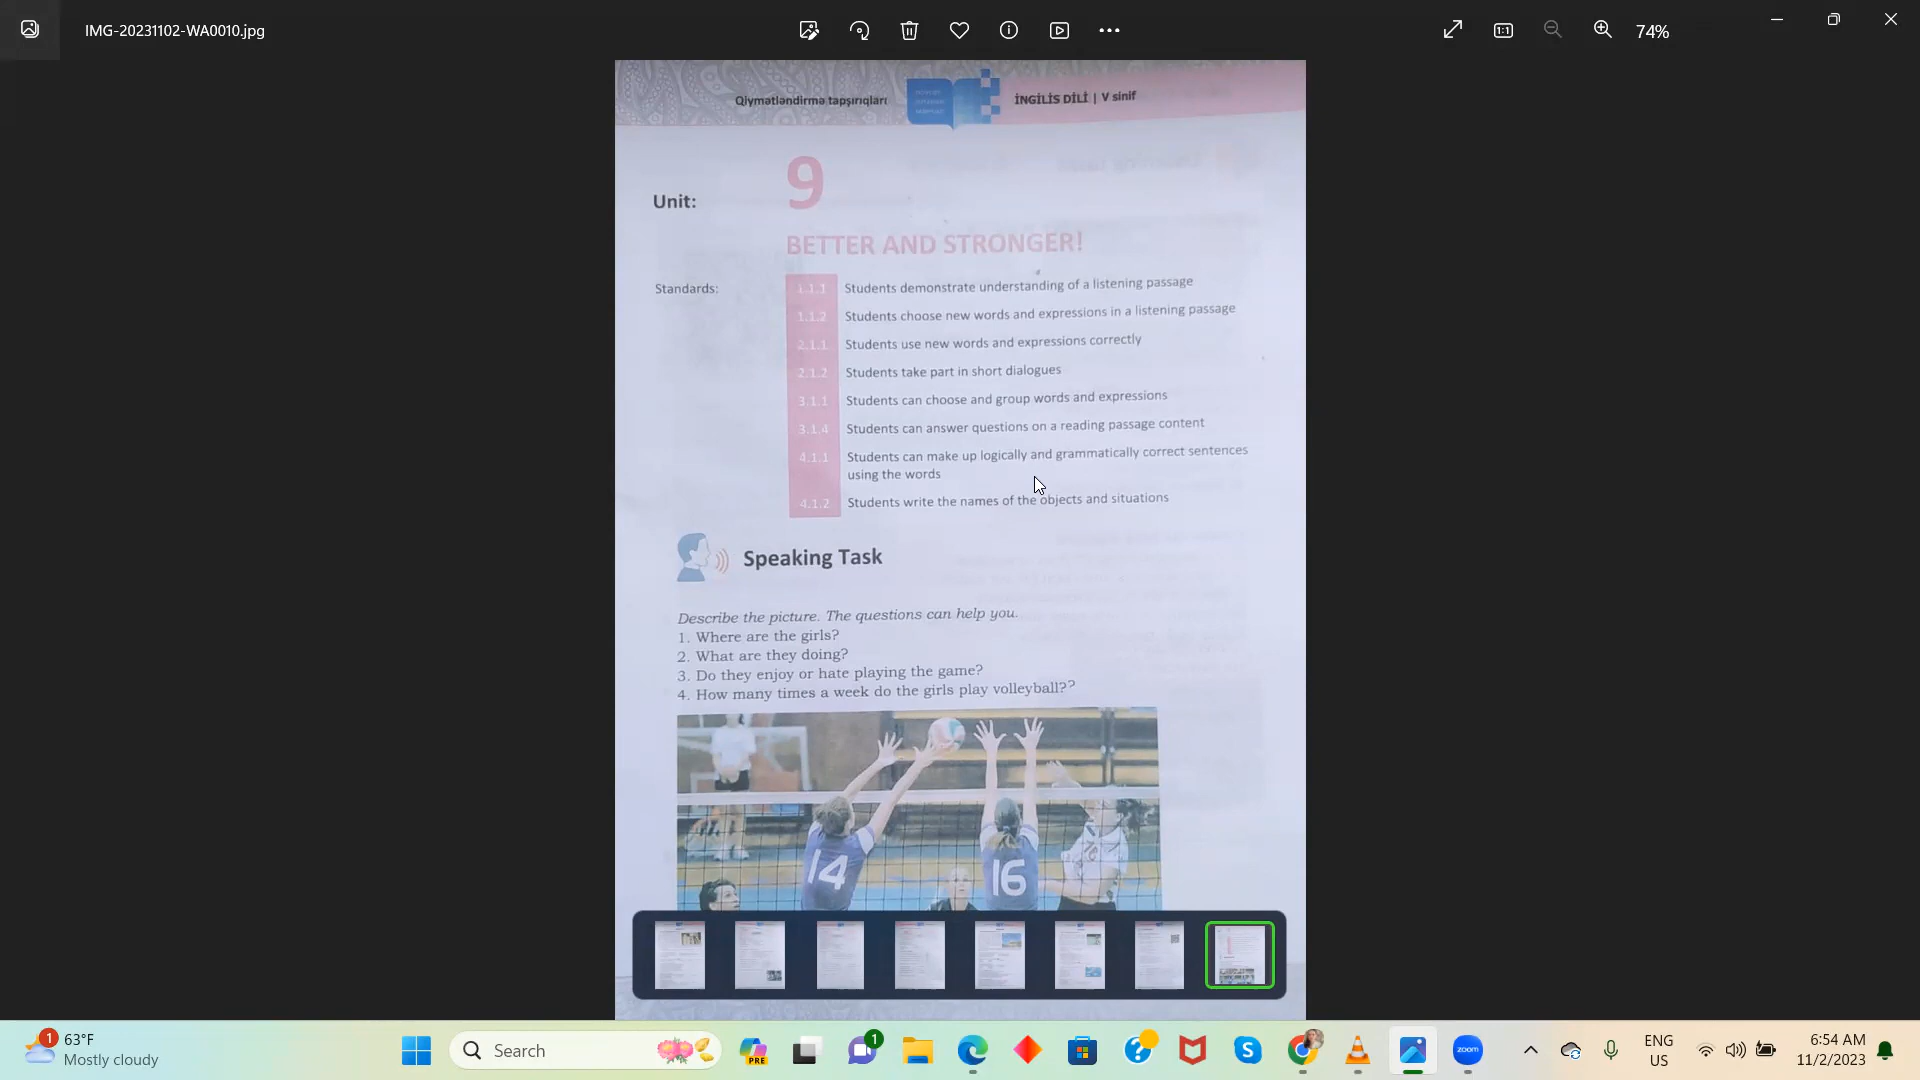 IMG-20231102-WA0010.jpg
74%
Qiymətləndirmə tapşırıqları
İNGİLİS DİLİ | V sinif
Unit:
9
BETTER AND STRONGER!
Standards:
1.1.1 Students demonstrate understanding of a listening passage
1.1.2 Students choose new words and expressions in a listening passage
2.1.1 Students use new words and expressions correctly
2.1.2 Students take part in short dialogues
3.1.1 Students can choose and group words and expressions
3.1.4 Students can answer questions on a reading passage content
4.1.1 Students can make up logically and grammatically correct sentences
using the words
4.1.2 Students write the names of the objects and situations
Speaking Task
Describe the picture. The questions can help you.
1. Where are the girls?
2. What are they doing?
3. Do they enjoy or hate playing the game?
4. How many times a week do the girls play volleyball??
14
16
16
1
63°F
Mostly cloudy
Search
PRE
1
zoom
ENG
US
6:54 AM
11/2/2023